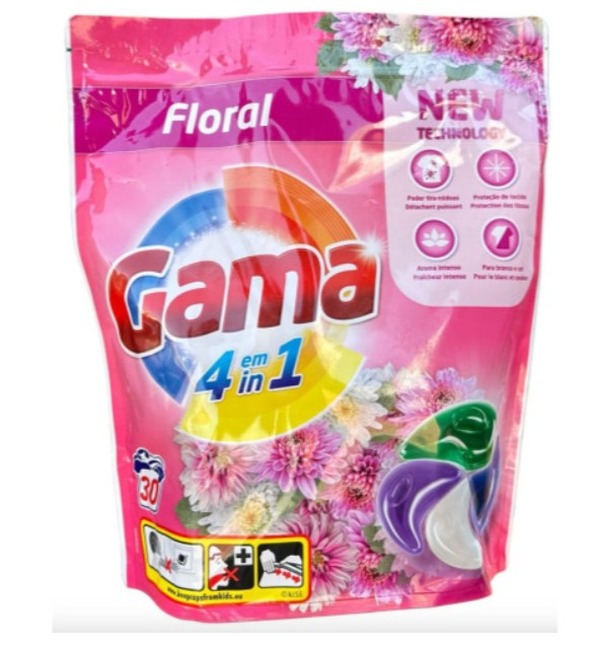 Floral
NEW
TECHNOLOGY
Poder tira-nódoas
Détachant puissant
Proteção do tecido
Protection des tissus
Aroma intenso
Fraîcheur intense
Para branco e cor
Pour le blanc et couleur
Gama
4 em in 1
30
www.keepcapsfromkids.eu
©A.I.S.E.